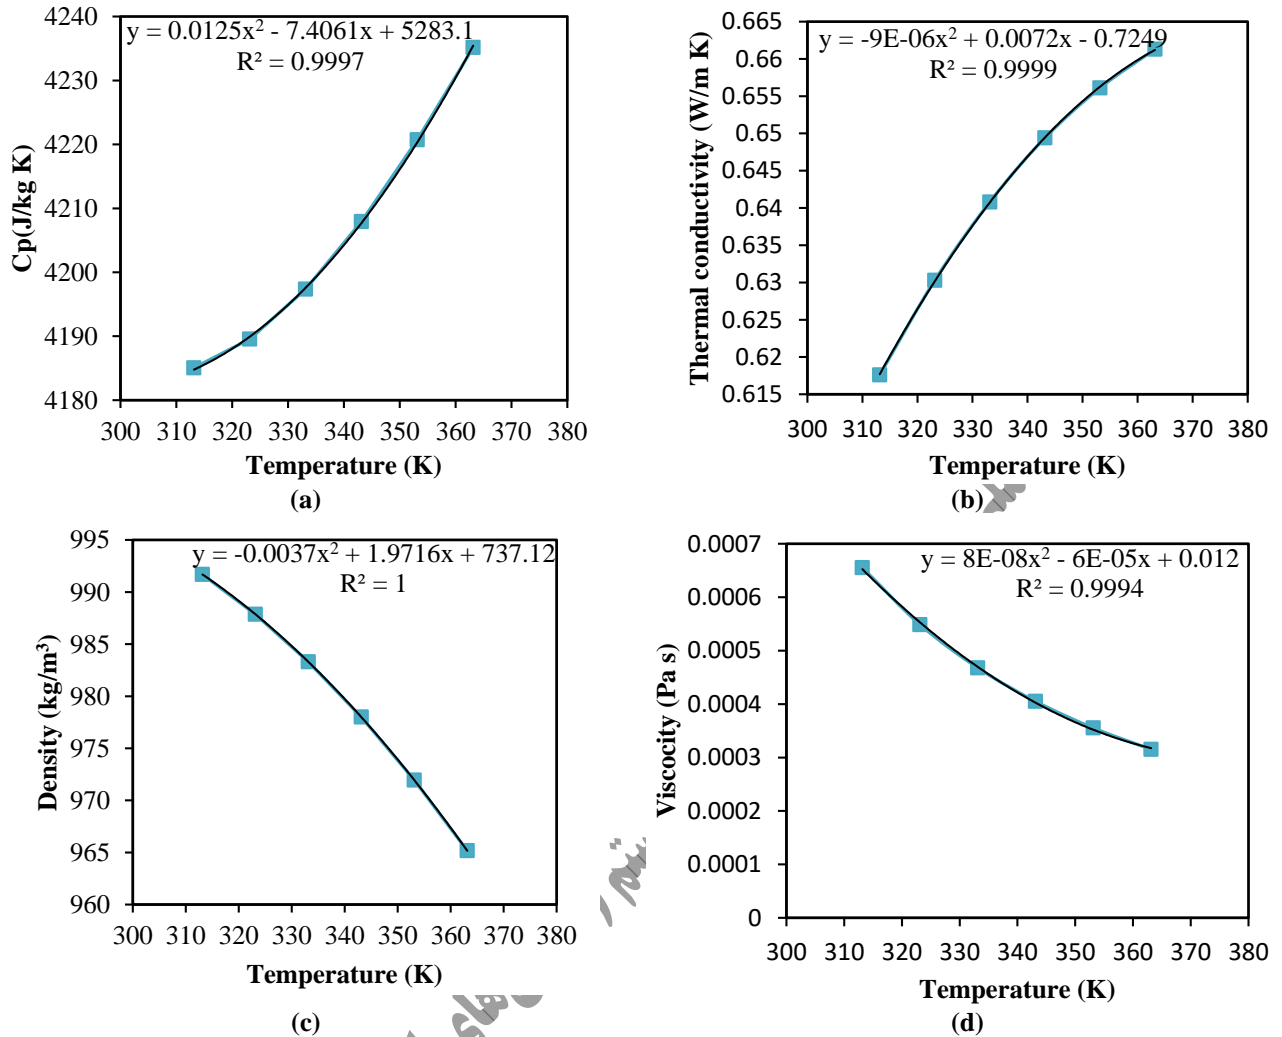 y = 0.0125x² - 7.4061x + 5283.1
R² = 0.9997
4240
4230
4220
4210
4200
4190
4180
Cp(J/kg K)
300 310 320 330 340 350 360 370 380
Temperature (K)
(a)
y = -9E-06x² + 0.0072x - 0.7249
R² = 0.9999
0.665
0.66
0.655
0.65
0.645
0.64
0.635
0.63
0.625
0.62
0.615
Thermal conductivity (W/m K)
300 310 320 330 340 350 360 370 380
Temperature (K)
(b)
y = -0.0037x² + 1.9716x + 737.12
R² = 1
995
990
985
980
975
970
965
960
Density (kg/m³)
300 310 320 330 340 350 360 370 380
Temperature (K)
(c)
y = 8E-08x² - 6E-05x + 0.012
R² = 0.9994
0.0007
0.0006
0.0005
0.0004
0.0003
0.0002
0.0001
0
Viscocity (Pa s)
300 310 320 330 340 350 360 370 380
Temperature (K)
(d)